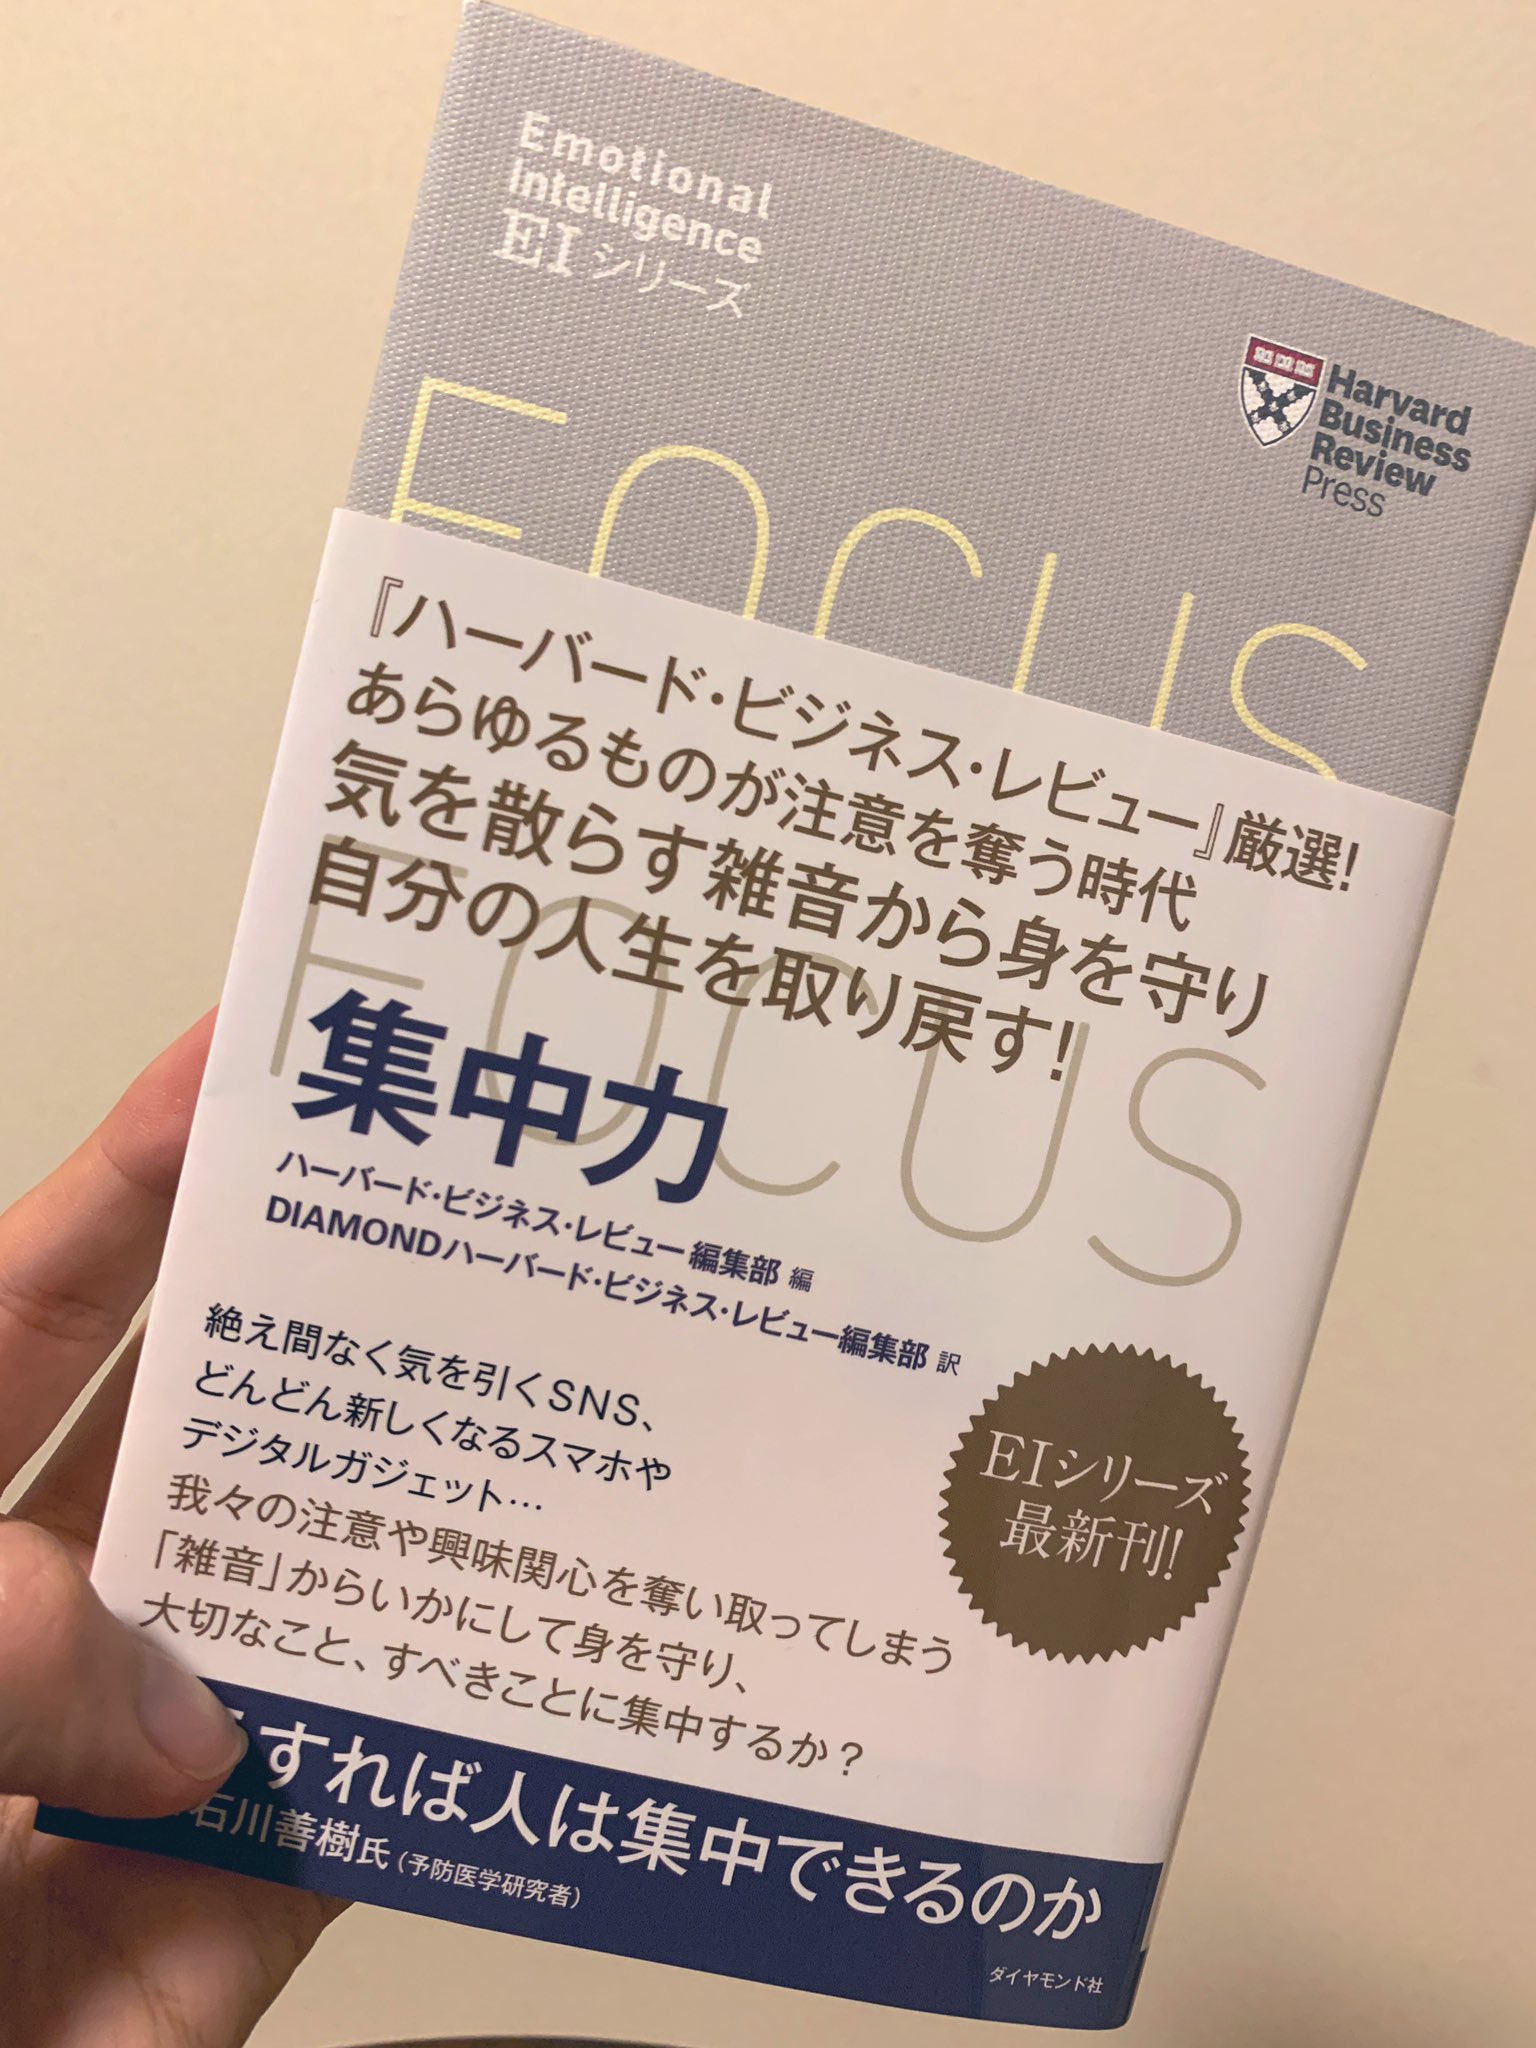 Emotional
Intelligence
EIシリーズ
Harvard
Business
Review
Press
FOCUS
『ハーバード・ビジネス・レビュー』厳選!
あらゆるものが注意を奪う時代
気を散らす雑音から身を守り
自分の人生を取り戻す!
FOCUS
集中力
ハーバード・ビジネス・レビュー編集部 編
DIAMONDハーバード・ビジネス・レビュー編集部 訳
絶え間なく気を引くSNS、
どんどん新しくなるスマホや
デジタルガジェット…
我々の注意や興味関心を奪い取ってしまう
「雑音」からいかにして身を守り、
大切なこと、すべきことに集中するか?
EIシリーズ
最新刊!
すれば人は集中できるのか
石川善樹氏(予防医学研究者)
ダイヤモンド社